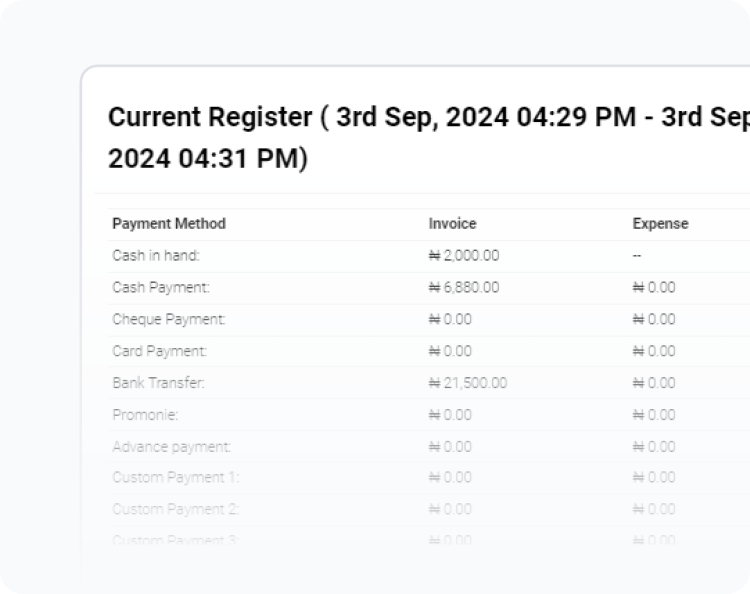 Current Register ( 3rd Sep, 2024 04:29 PM - 3rd Sep
2024 04:31 PM)
Payment Method Invoice Expense
Cash in hand: ₦ 2,000.00 --
Cash Payment: ₦ 6,880.00 ₦ 0.00
Cheque Payment: ₦ 0.00 ₦ 0.00
Card Payment: ₦ 0.00 ₦ 0.00
Bank Transfer: ₦ 21,500.00 ₦ 0.00
Promonie: ₦ 0.00 ₦ 0.00
Advance payment: ₦ 0.00 ₦ 0.00
Custom Payment 1: ₦ 0.00 ₦ 0.00
Custom Payment 2: ₦ 0.00 ₦ 0.00
Custom Payment 3: ₦ 0.00 ₦ 0.00